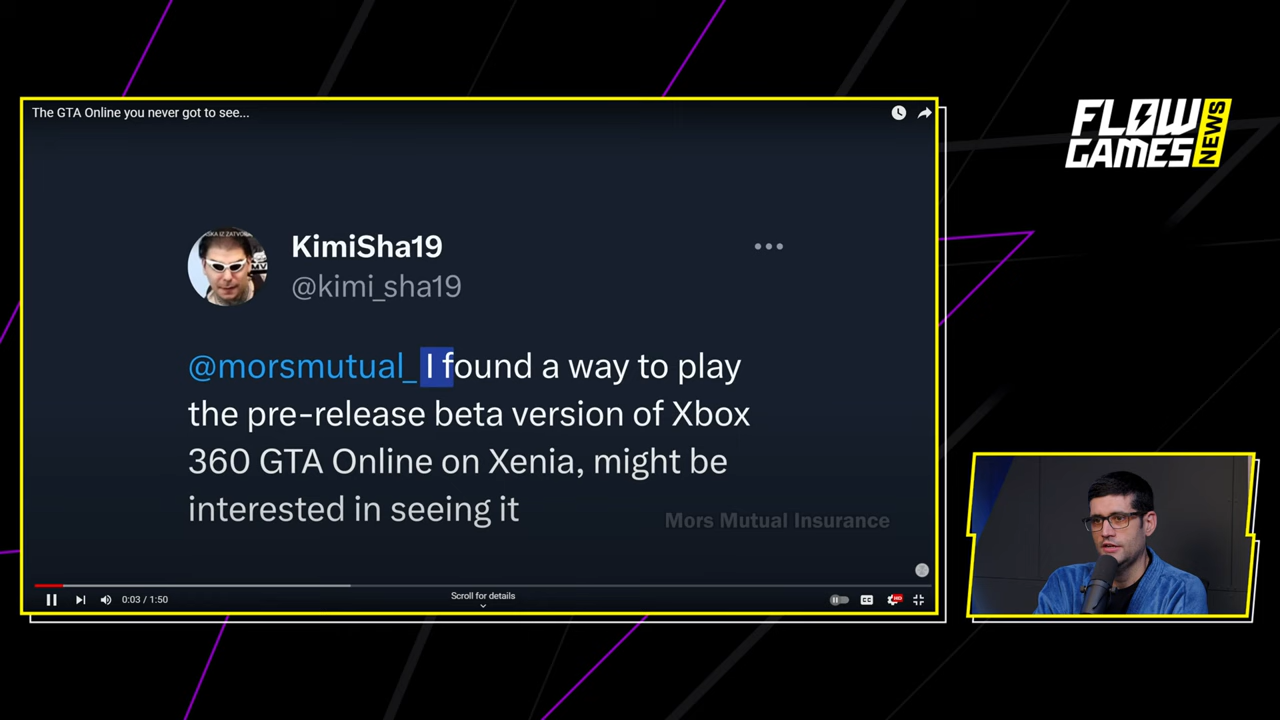 The GTA Online you never got to see...
FLOW
GAMES
NEWS
KimiSha19
@kimi_sha19
@morsmutual_ I found a way to play
the pre-release beta version of Xbox
360 GTA Online on Xenia, might be
interested in seeing it
Mors Mutual Insurance
0:03 / 1:50
Scroll for details
CC
HD